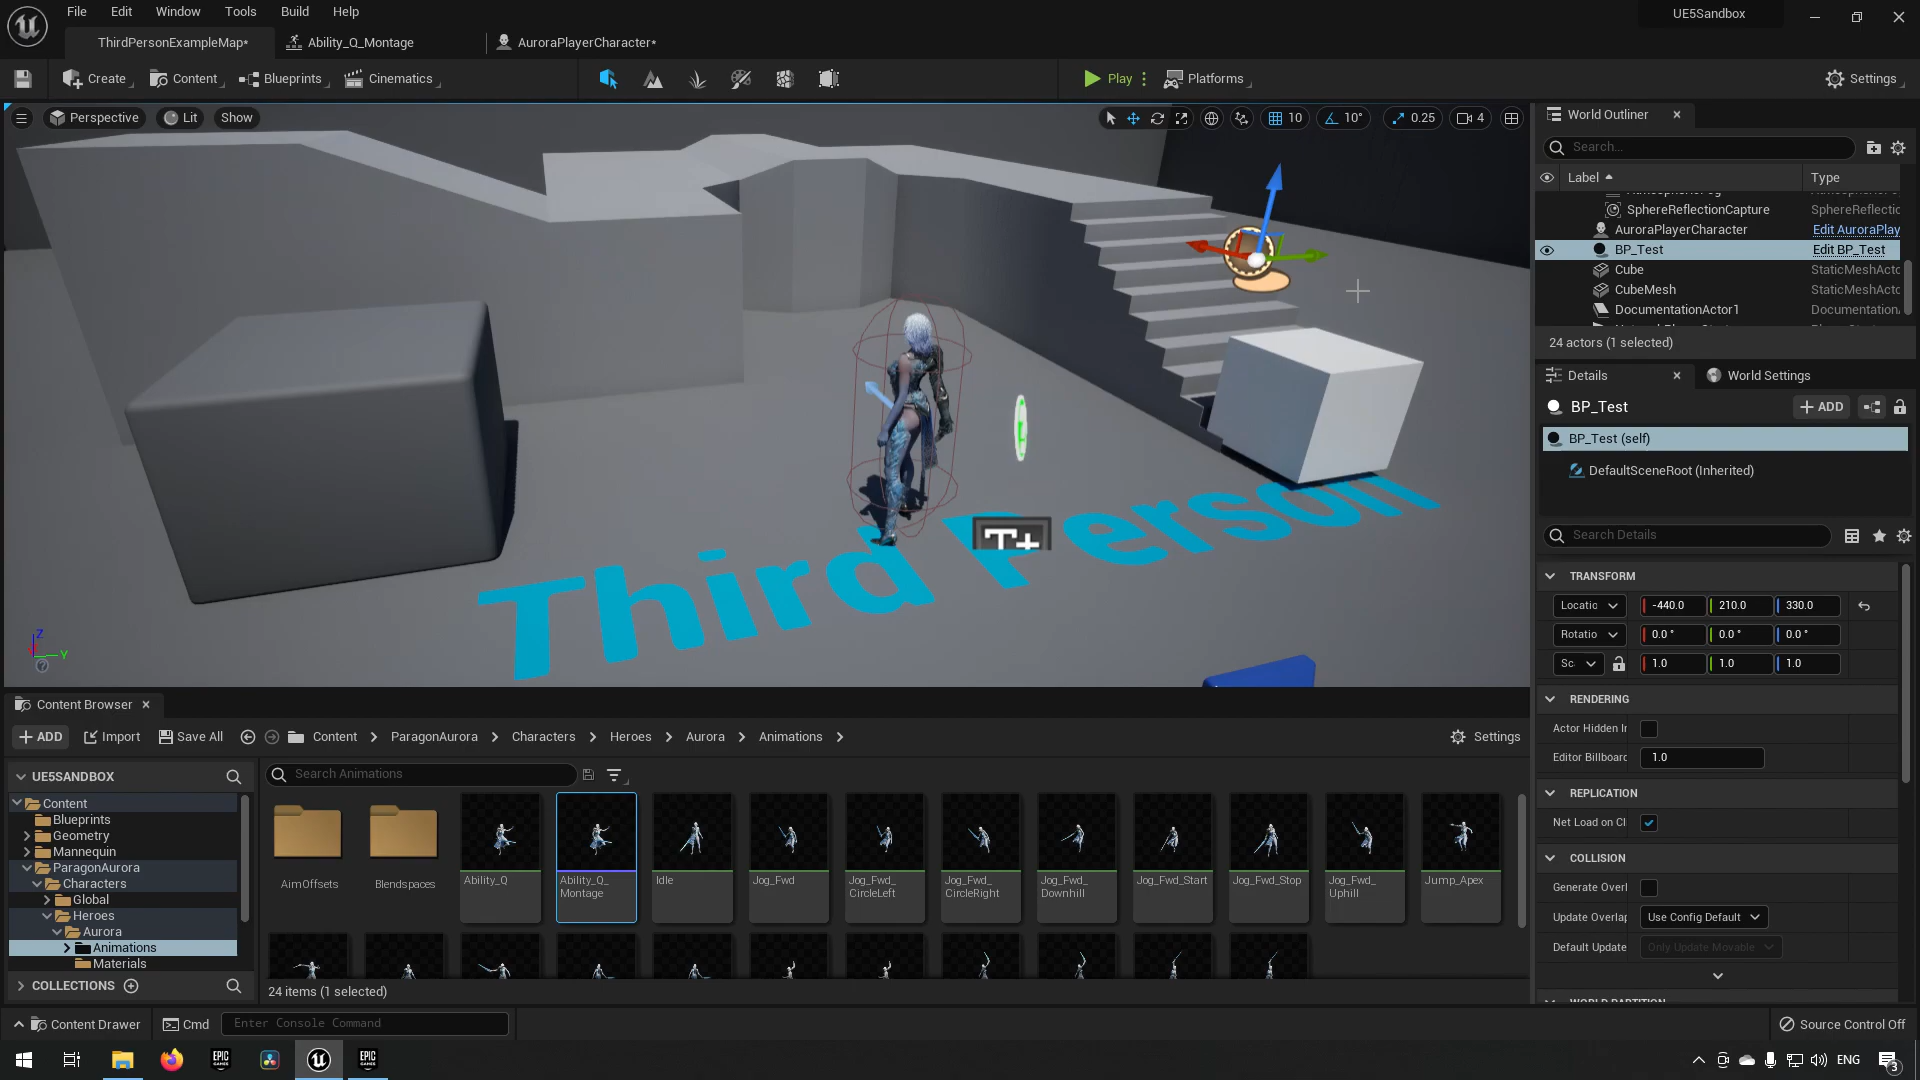 File Edit Window Tools Build Help
UE5Sandbox
ThirdPersonExampleMap*
Ability_Q_Montage
AuroraPlayerCharacter*
Create
Content
Blueprints
Cinematics
Play
Platforms
Settings
Perspective
Lit
Show
10
10°
0.25
4
Third Person
T+
World Outliner
Search...
Label
Type
SphereReflectionCapture
SphereReflectic
AuroraPlayerCharacter
Edit AuroraPlay
BP_Test
Edit BP_Test
Cube
StaticMeshActo
CubeMesh
StaticMeshActo
DocumentationActor1
Documentation
24 actors (1 selected)
Details
World Settings
BP_Test
ADD
BP_Test (self)
DefaultSceneRoot (Inherited)
Search Details
TRANSFORM
Locatic
-440.0
210.0
330.0
Rotatio
0.0 °
0.0 °
0.0 °
Sc
1.0
1.0
1.0
RENDERING
Actor Hidden Ir
Editor Billboarc
1.0
REPLICATION
Net Load on Cl
COLLISION
Generate Overl
Update Overlap
Use Config Default
Default Update
Only Update Movable
Content Browser
ADD
Import
Save All
Content
ParagonAurora
Characters
Heroes
Aurora
Animations
Settings
UE5SANDBOX
Content
Blueprints
Geometry
Mannequin
ParagonAurora
Characters
Global
Heroes
Aurora
Animations
Materials
COLLECTIONS
Search Animations
AimOffsets
Blendspaces
Ability_Q
Ability_Q_
Montage
Idle
Jog_Fwd
Jog_Fwd_
CircleLeft
Jog_Fwd_
CircleRight
Jog_Fwd_
Downhill
Jog_Fwd_Start
Jog_Fwd_Stop
Jog_Fwd_
Uphill
Jump_Apex
24 items (1 selected)
Content Drawer
Cmd
Enter Console Command
Source Control Off
EPIC
GAMES
EPIC
GAMES
ENG
3